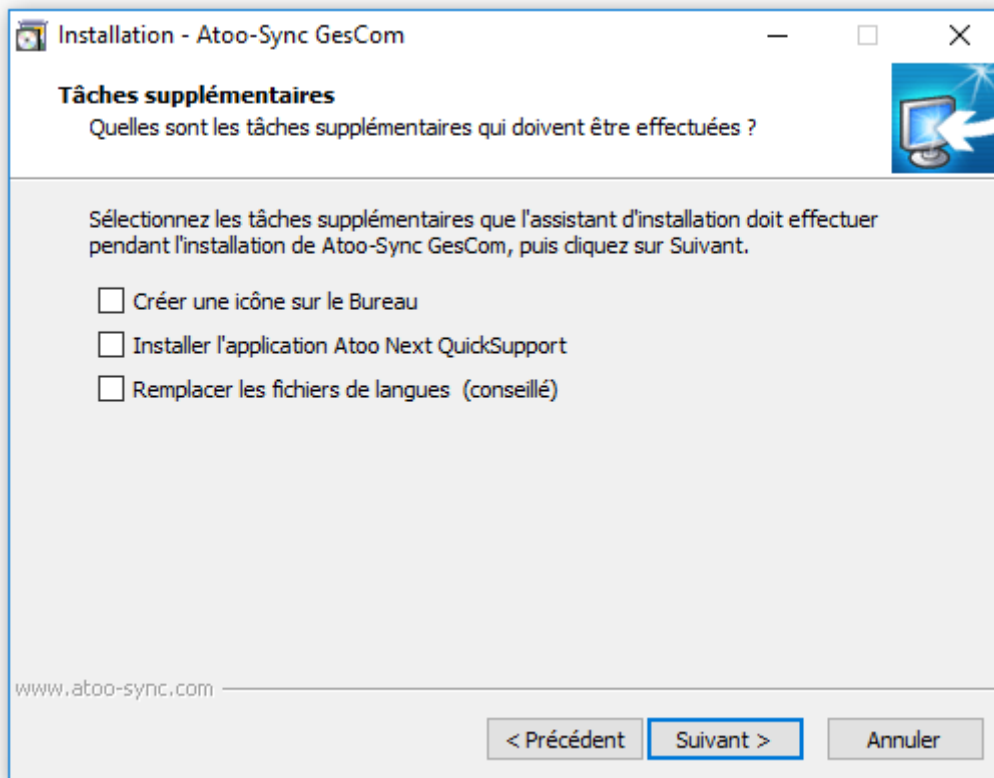 Installation - Atoo-Sync GesCom
Tâches supplémentaires
Quelles sont les tâches supplémentaires qui doivent être effectuées ?
Sélectionnez les tâches supplémentaires que l'assistant d'installation doit effectuer
pendant l'installation de Atoo-Sync GesCom, puis cliquez sur Suivant.
Créer une icône sur le Bureau
Installer l'application Atoo Next QuickSupport
Remplacer les fichiers de langues  (conseillé)
www.atoo-sync.com
< Précédent
Suivant >
Annuler